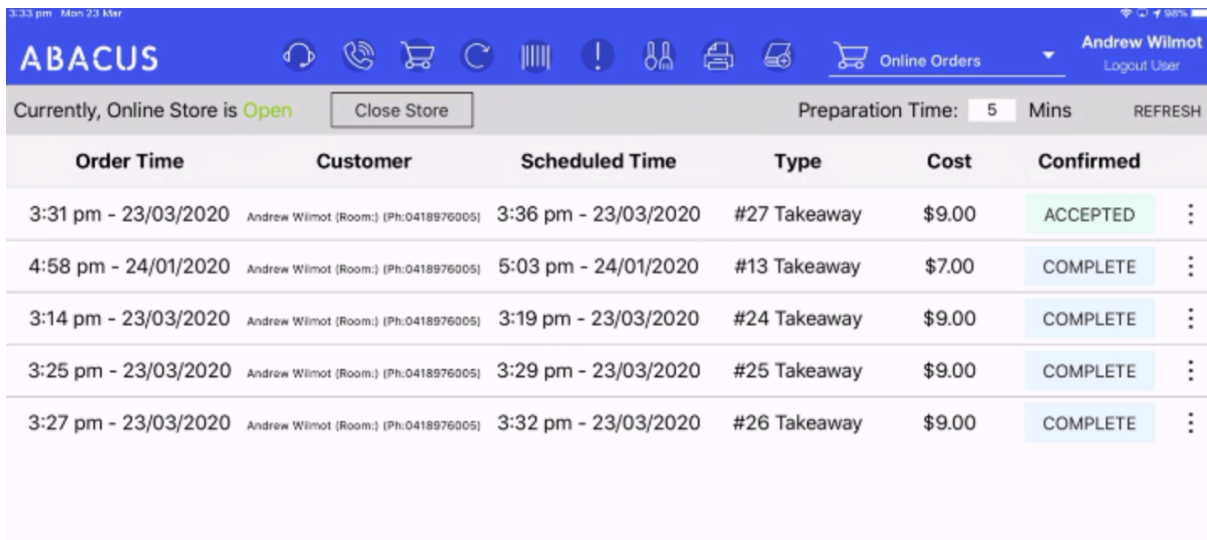 3:33 pm Mon 23 Mar 98%
ABACUS Online Orders Andrew Wilmot
Logout User
Currently, Online Store is Open Close Store Preparation Time: 5 Mins REFRESH
Order Time Customer Scheduled Time Type Cost Confirmed
3:31 pm - 23/03/2020 Andrew Wilmot (Room:) (Ph:0418976005) 3:36 pm - 23/03/2020 #27 Takeaway $9.00 ACCEPTED
4:58 pm - 24/01/2020 Andrew Wilmot (Room:) (Ph:0418976005) 5:03 pm - 24/01/2020 #13 Takeaway $7.00 COMPLETE
3:14 pm - 23/03/2020 Andrew Wilmot (Room:) (Ph:0418976005) 3:19 pm - 23/03/2020 #24 Takeaway $9.00 COMPLETE
3:25 pm - 23/03/2020 Andrew Wilmot (Room:) (Ph:0418976005) 3:29 pm - 23/03/2020 #25 Takeaway $9.00 COMPLETE
3:27 pm - 23/03/2020 Andrew Wilmot (Room:) (Ph:0418976005) 3:32 pm - 23/03/2020 #26 Takeaway $9.00 COMPLETE